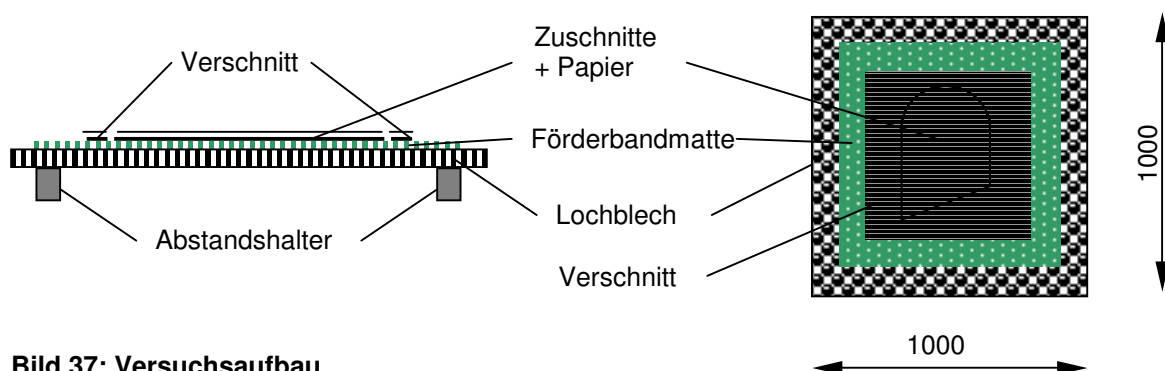 Verschnitt
Zuschnitte
+ Papier
Förderbandmatte
Lochblech
Abstandshalter
Verschnitt
1000
1000
Bild 37: Versuchsaufbau